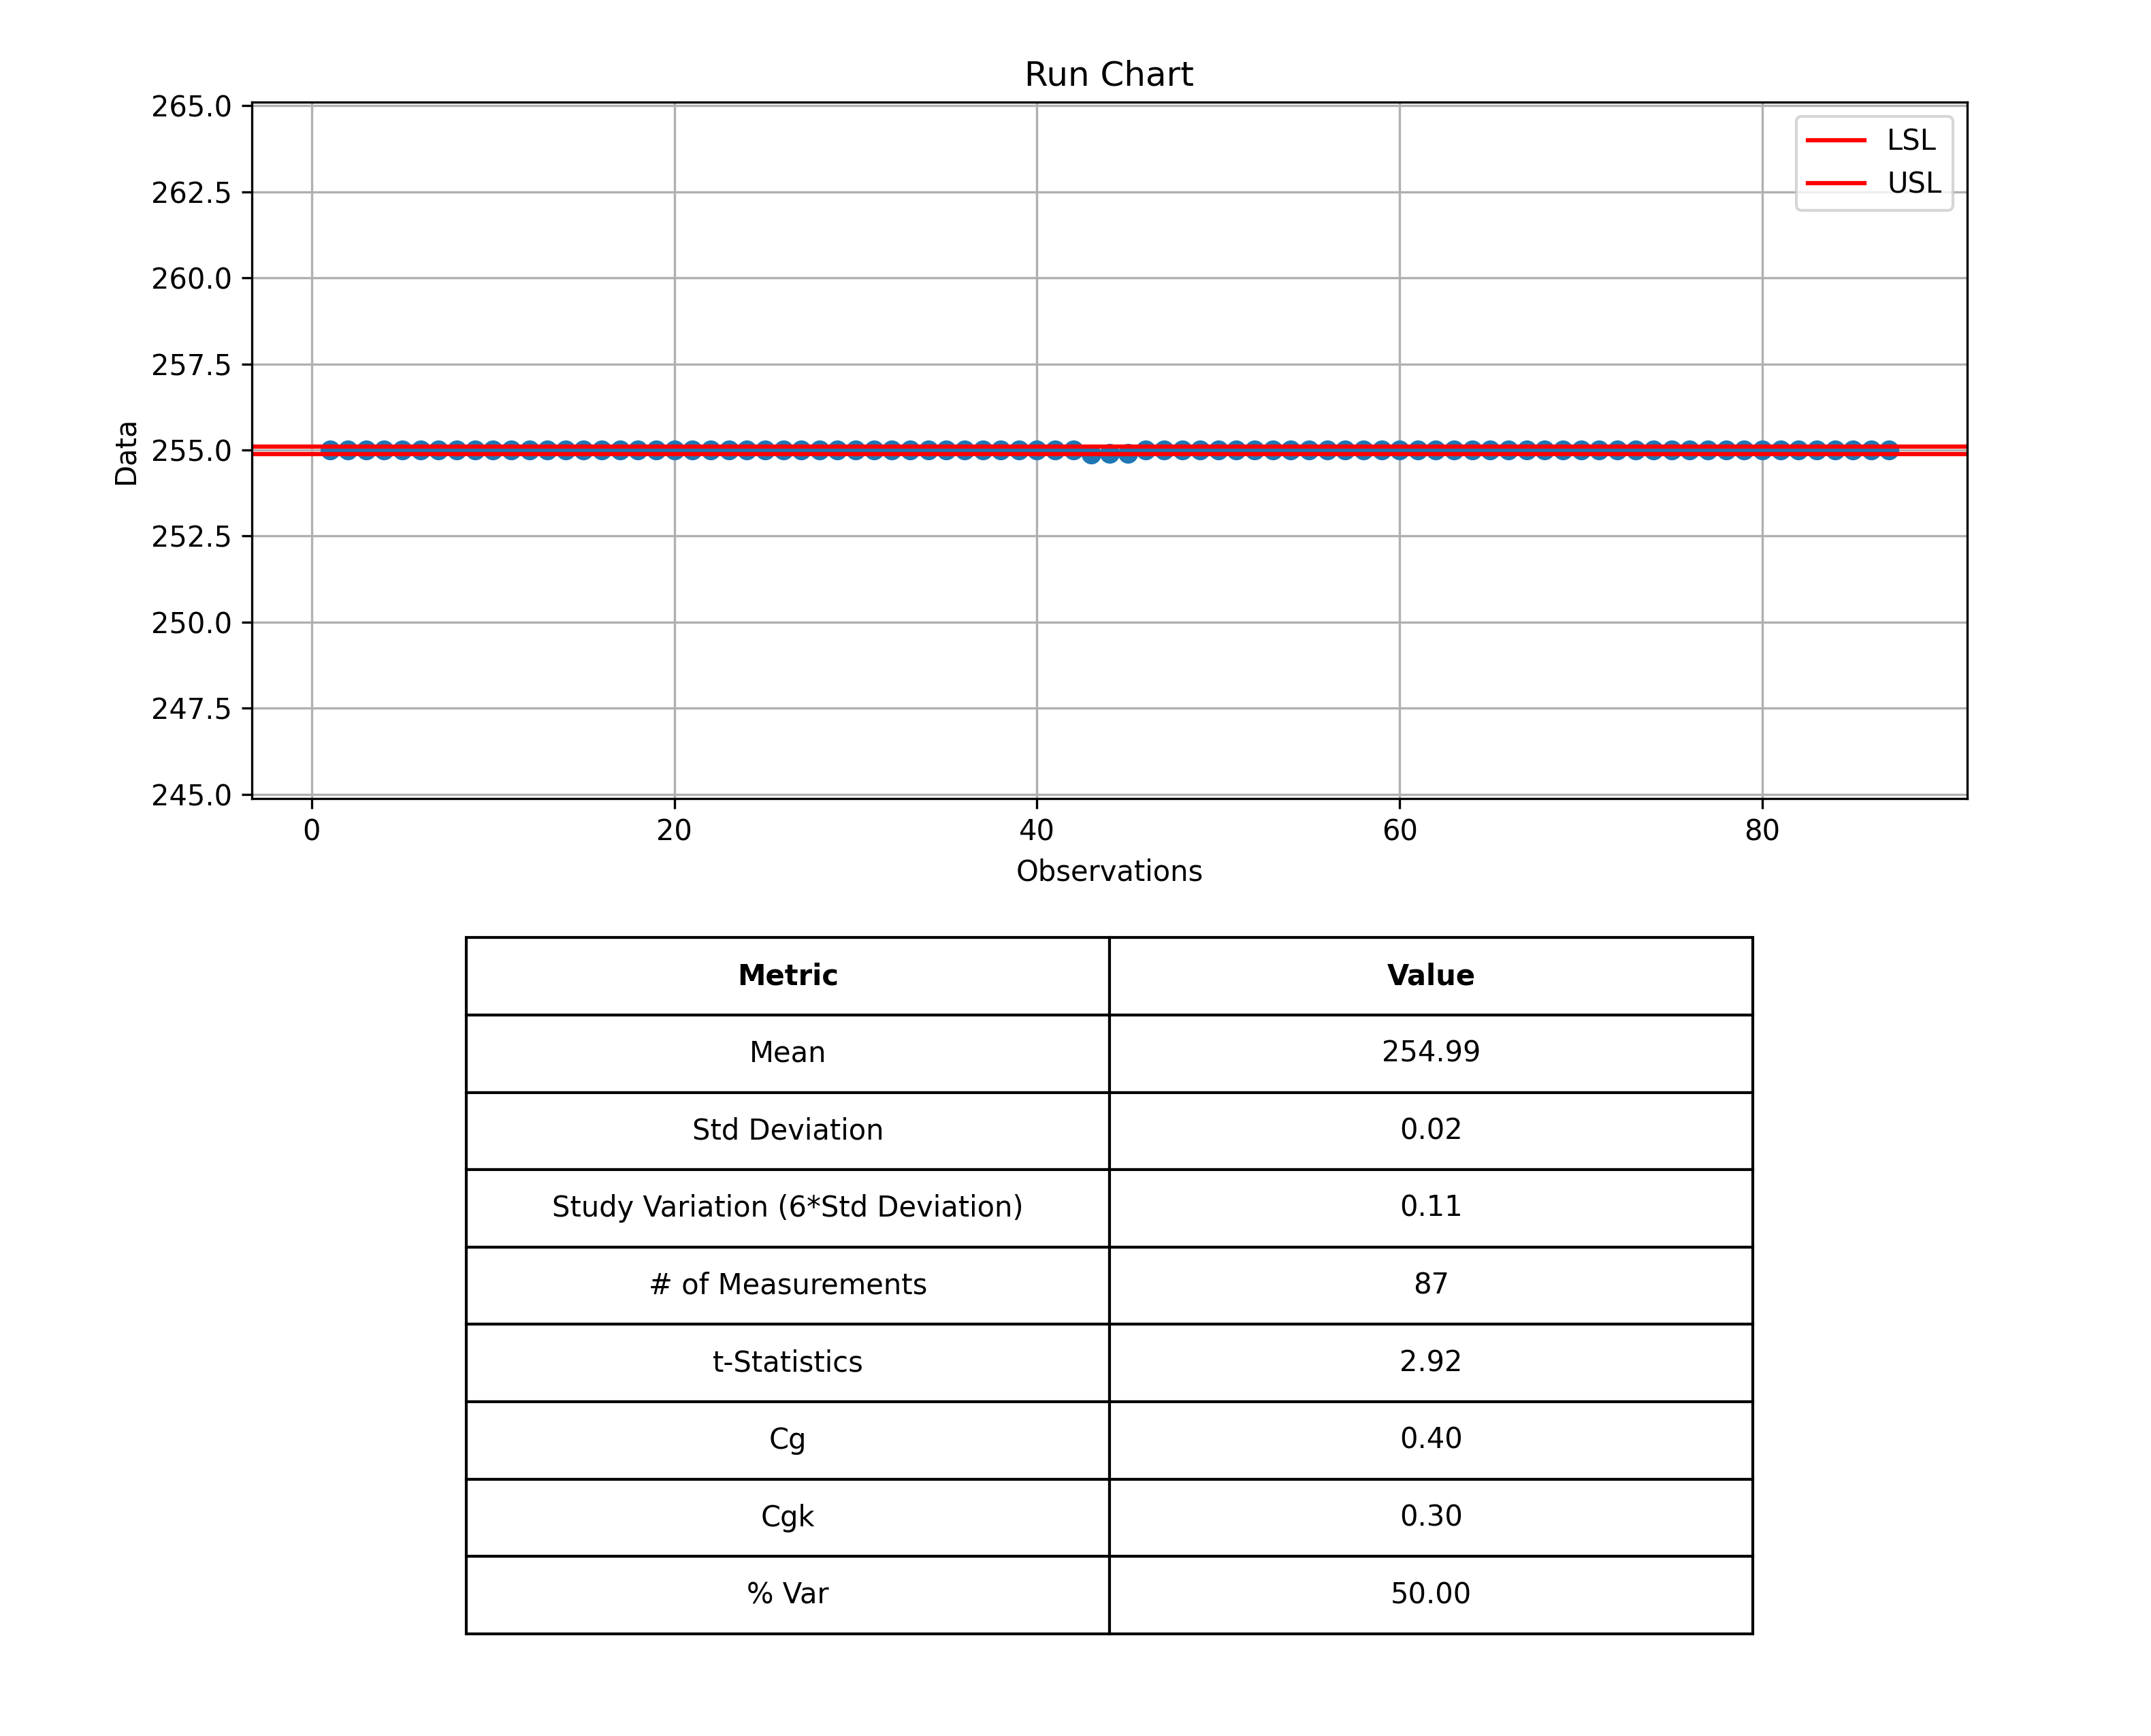 Run Chart
265.0
262.5
260.0
257.5
255.0
252.5
250.0
247.5
245.0
Data
LSL
USL
0 20 40 60 80
Observations
Metric Value
Mean 254.99
Std Deviation 0.02
Study Variation (6*Std Deviation) 0.11
# of Measurements 87
t-Statistics 2.92
Cg 0.40
Cgk 0.30
% Var 50.00